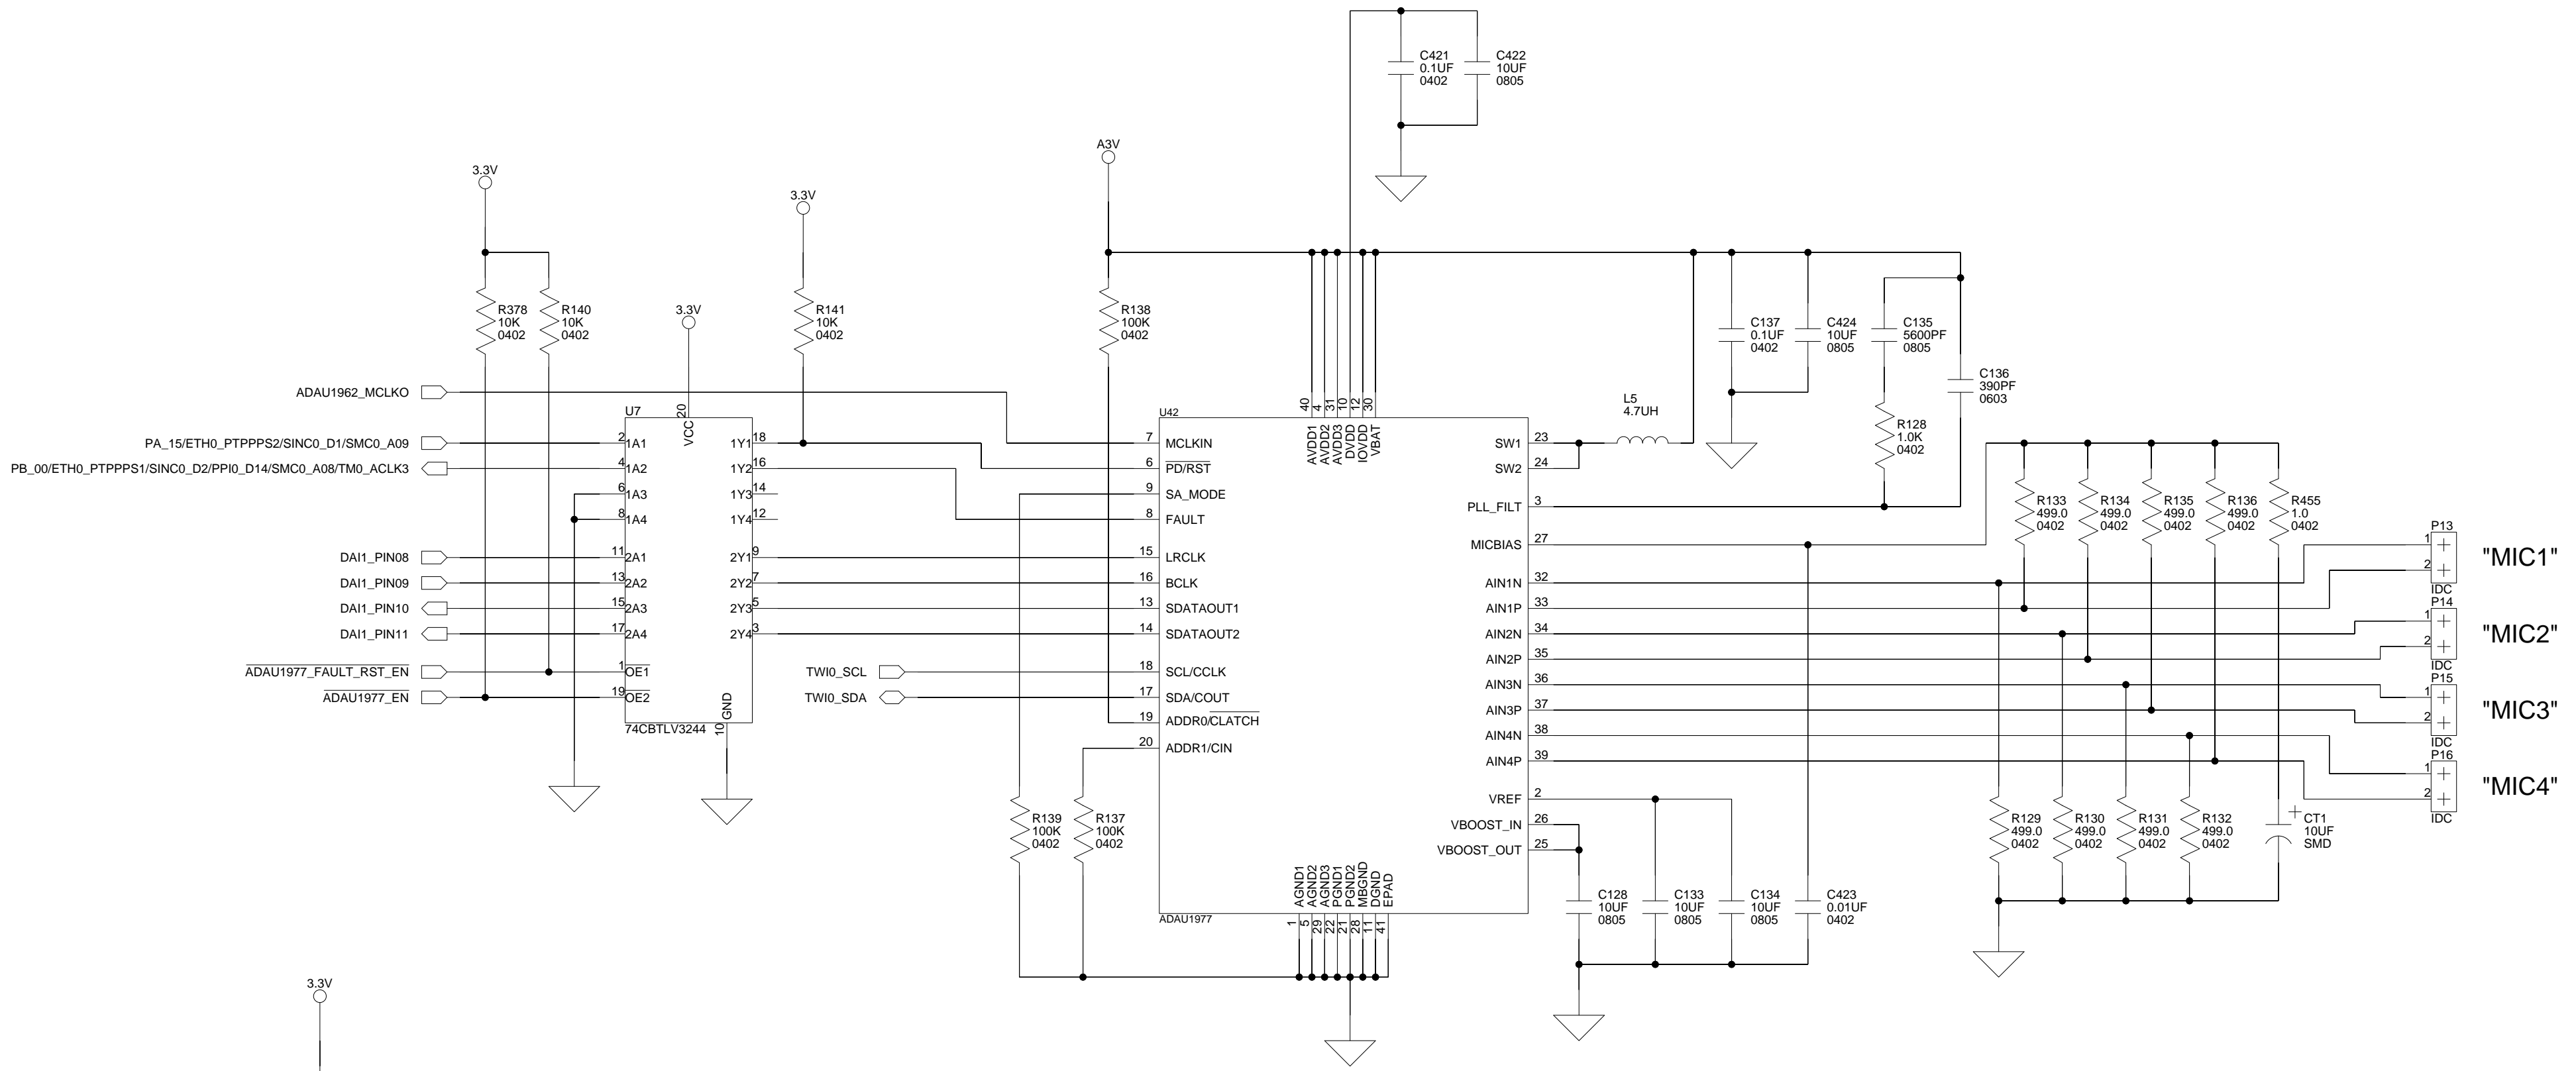 C421
0.1UF
0402
C422
10UF
0805
A3V
3.3V
3.3V
R378
10K
0402
R140
10K
0402
3.3V
R141
10K
0402
R138
100K
0402
C137
0.1UF
0402
C424
10UF
0805
C135
5600PF
0805
C136
390PF
0603
R128
1.0K
0402
L5
4.7UH
ADAU1962_MCLKO
PA_15/ETH0_PTPPPS2/SINC0_D1/SMC0_A09
PB_00/ETH0_PTPPPS1/SINC0_D2/PPI0_D14/SMC0_A08/TM0_ACLK3
DAI1_PIN08
DAI1_PIN09
DAI1_PIN10
DAI1_PIN11
ADAU1977_FAULT_RST_EN
ADAU1977_EN
U7
20
VCC
2 1A1
4 1A2
6 1A3
8 1A4
11 2A1
13 2A2
15 2A3
17 2A4
1 OE1
19 OE2
1Y1 18
1Y2 16
1Y3 14
1Y4 12
2Y1 9
2Y2 7
2Y3 5
2Y4 3
GND
10
74CBTLV3244
TWI0_SCL
TWI0_SDA
U42
7 MCLKIN
6 PD/RST
9 SA_MODE
8 FAULT
15 LRCLK
16 BCLK
13 SDATAOUT1
14 SDATAOUT2
18 SCL/CCLK
17 SDA/COUT
19 ADDR0/CLATCH
20 ADDR1/CIN
40 AVDD1
4 AVDD2
31 AVDD3
10 DVDD
12 IOVDD
30 VBAT
SW1 23
SW2 24
PLL_FILT 3
MICBIAS 27
AIN1N 32
AIN1P 33
AIN2N 34
AIN2P 35
AIN3N 36
AIN3P 37
AIN4N 38
AIN4P 39
VREF 2
VBOOST_IN 26
VBOOST_OUT 25
AGND1 1
AGND2 5
AGND3 29
PGND1 22
PGND2 21
MBGND 28
DGND 11
EPAD 41
ADAU1977
R139
100K
0402
R137
100K
0402
C128
10UF
0805
C133
10UF
0805
C134
10UF
0805
C423
0.01UF
0402
R133
499.0
0402
R134
499.0
0402
R135
499.0
0402
R136
499.0
0402
R455
1.0
0402
R129
499.0
0402
R130
499.0
0402
R131
499.0
0402
R132
499.0
0402
+
CT1
10UF
SMD
P13
1
2
IDC
"MIC1"
P14
1
2
IDC
"MIC2"
P15
1
2
IDC
"MIC3"
P16
1
2
IDC
"MIC4"
3.3V